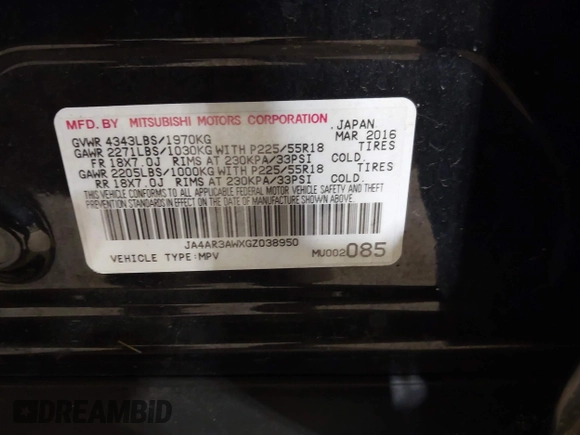 MFD. BY MITSUBISHI MOTORS CORPORATION JAPAN
GVWR 4343LBS/1970KG MAR 2016
GAWR 2271LBS/1030KG WITH P225/55R18 TIRES
FR 18X7.0J RIMS AT 230KPA/33PSI COLD.
GAWR 2205LBS/1000KG WITH P225/55R18 TIRES
RR 18X7.0J RIMS AT 230KPA/33PSI COLD.
THIS VEHICLE CONFORMS TO ALL APPLICABLE FEDERAL MOTOR VEHICLE SAFETY AND THEFT
PREVENTION STANDARDS IN EFFECT ON THE DATE OF MANUFACTURE SHOWN ABOVE.
JA4AR3AWXGZ038950
VEHICLE TYPE:MPV MU002085
DREAMBID